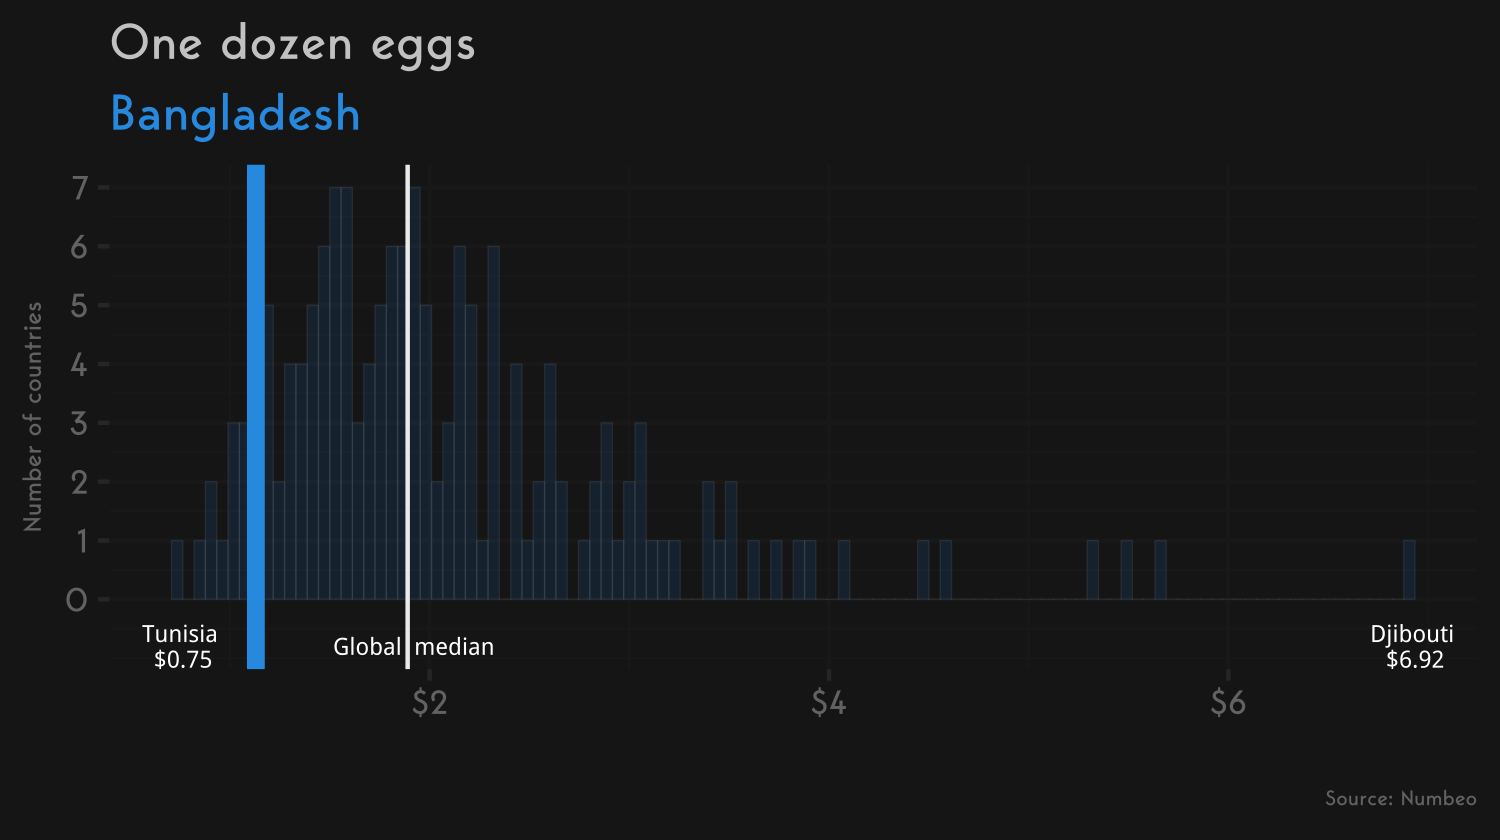 One dozen eggs
Bangladesh
Number of countries
7
6
5
4
3
2
1
0
Tunisia
$0.75
Global median
Djibouti
$6.92
$2
$4
$6
Source: Numbeo